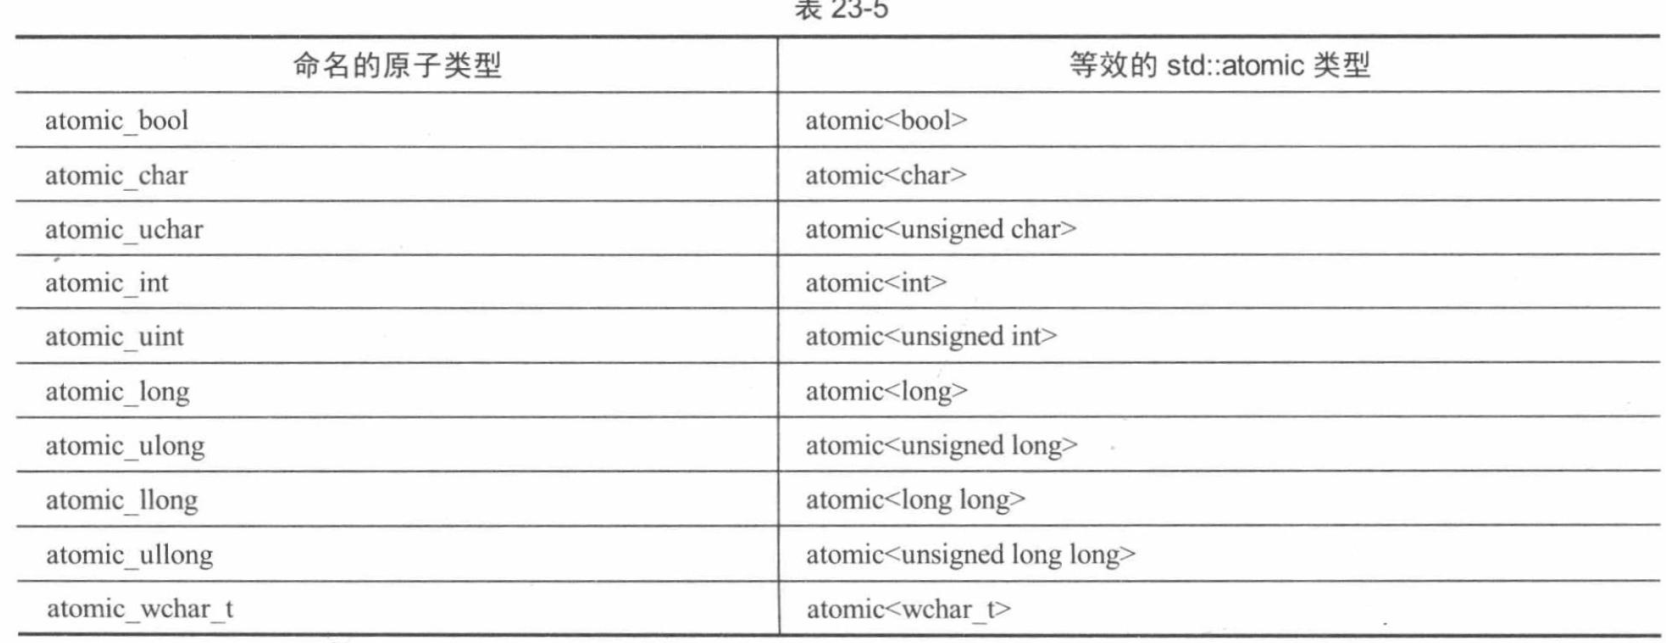 表 23-5
命名的原子类型 等效的 std::atomic 类型
atomic_bool atomic<bool>
atomic_char atomic<char>
atomic_uchar atomic<unsigned char>
atomic_int atomic<int>
atomic_uint atomic<unsigned int>
atomic_long atomic<long>
atomic_ulong atomic<unsigned long>
atomic_llong atomic<long long>
atomic_ullong atomic<unsigned long long>
atomic_wchar_t atomic<wchar_t>